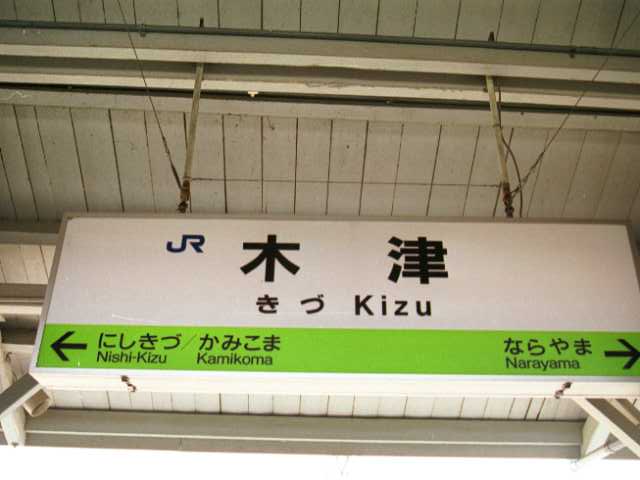 JR 木津
きづ Kizu
← にしきづ/かみこま ならやま →
Nishi-Kizu Kamikoma Narayama